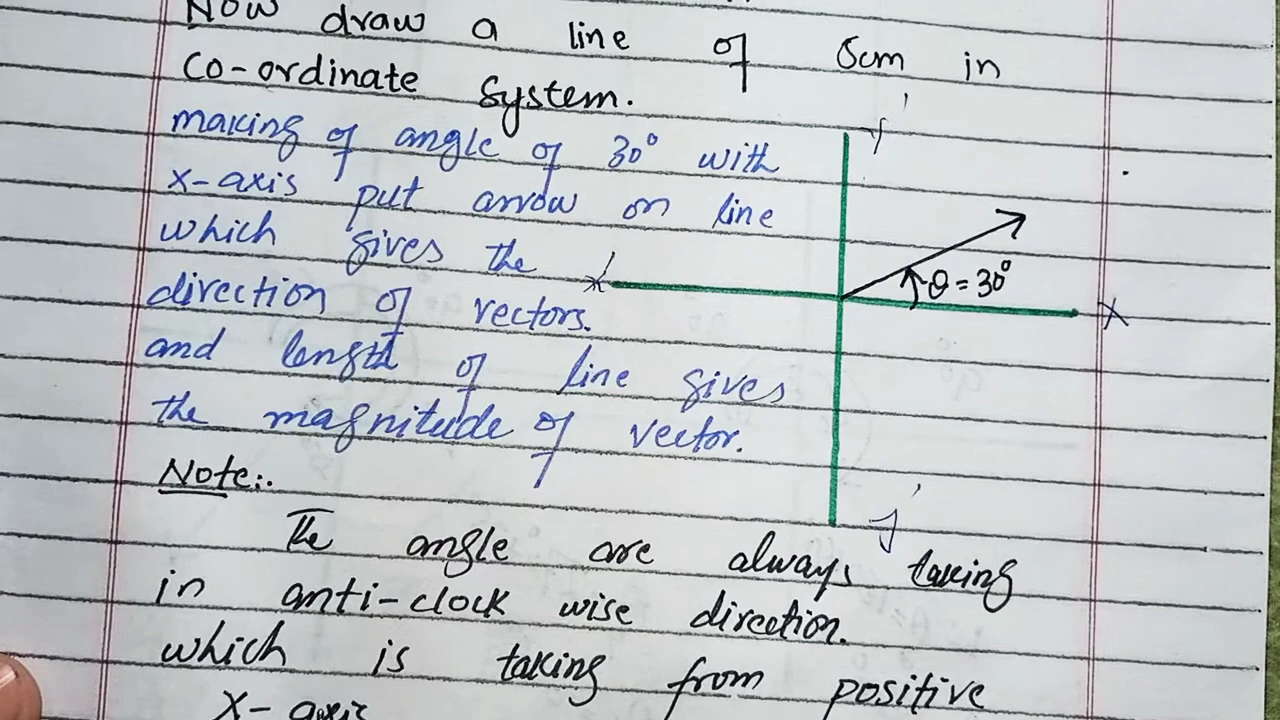 Now draw a line of 5cm in
Co-ordinate System.
making of angle of 30° with
x-axis put arrow on line
which gives the
direction of vectors.
and length of line gives
the magnitude of vector.
Y
X'
θ = 30°
X
Y'
Note:.
The angle are always taking
in anti-clock wise direction.
which is taking from positive
X-axis